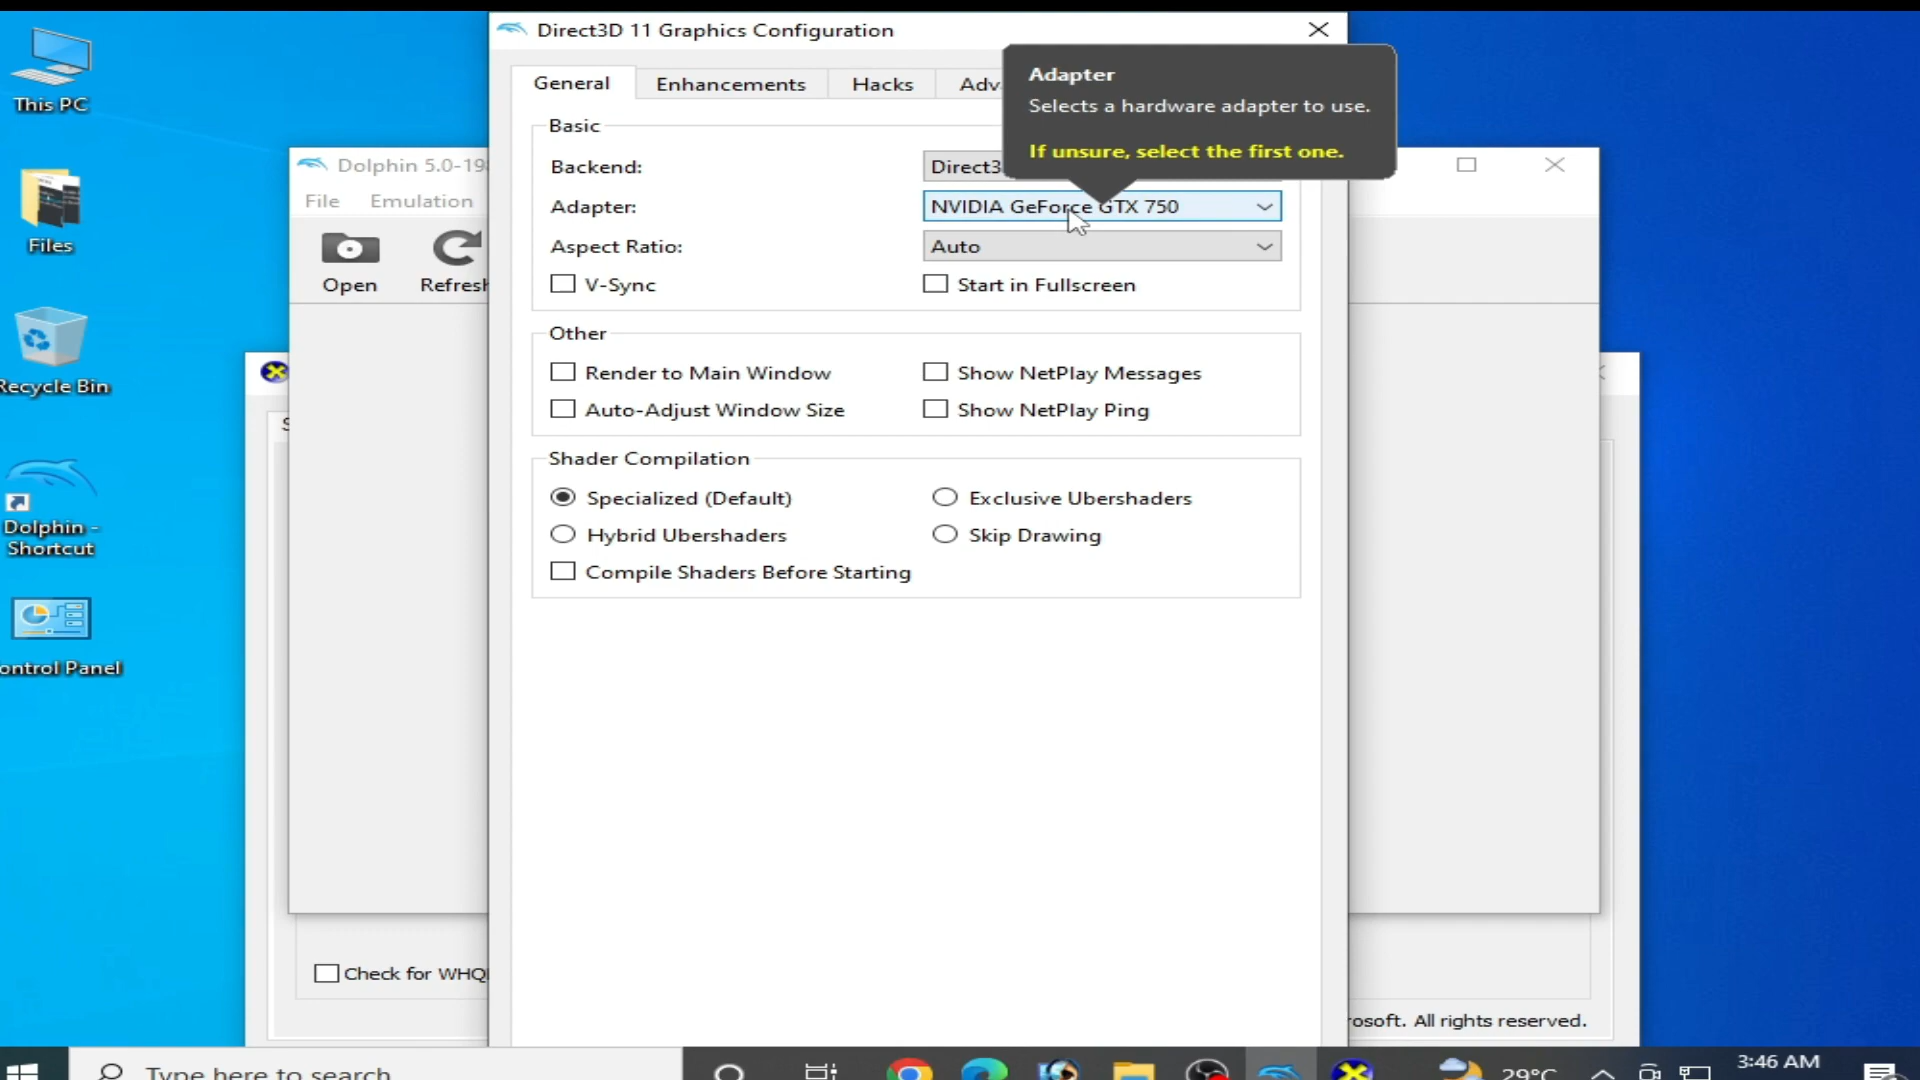 This PC
Files
Recycle Bin
Dolphin -
Shortcut
ontrol Panel
Direct3D 11 Graphics Configuration
General
Enhancements
Hacks
Adv
Adapter
Selects a hardware adapter to use.
If unsure, select the first one.
Basic
Backend:
Direct3
Adapter:
NVIDIA GeForce GTX 750
Aspect Ratio:
Auto
V-Sync
Start in Fullscreen
Other
Render to Main Window
Show NetPlay Messages
Auto-Adjust Window Size
Show NetPlay Ping
Shader Compilation
Specialized (Default)
Exclusive Ubershaders
Hybrid Ubershaders
Skip Drawing
Compile Shaders Before Starting
Dolphin 5.0-19
File
Emulation
Open
Refresh
Check for WHQ
rosoft. All rights reserved.
Type here to search
29°C
3:46 AM